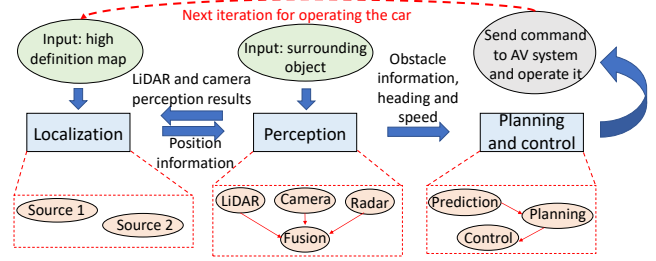 Next iteration for operating the car
Input: high
definition map
Input: surrounding
object
Send command
to AV system
and operate it
LiDAR and camera
perception results
Obstacle
information,
heading and
speed
Localization
Perception
Planning
and control
Position
information
Source 1
Source 2
LiDAR
Camera
Radar
Fusion
Prediction
Planning
Control